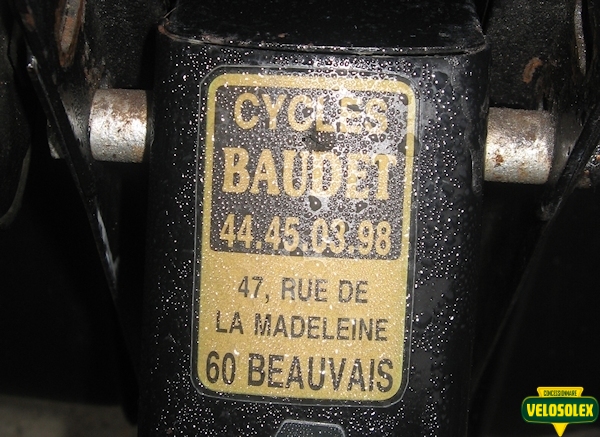 CYCLES
BAUDET
44.45.03.98
47, RUE DE
LA MADELEINE
60 BEAUVAIS
CONCESSIONNAIRE
VELOSOLEX